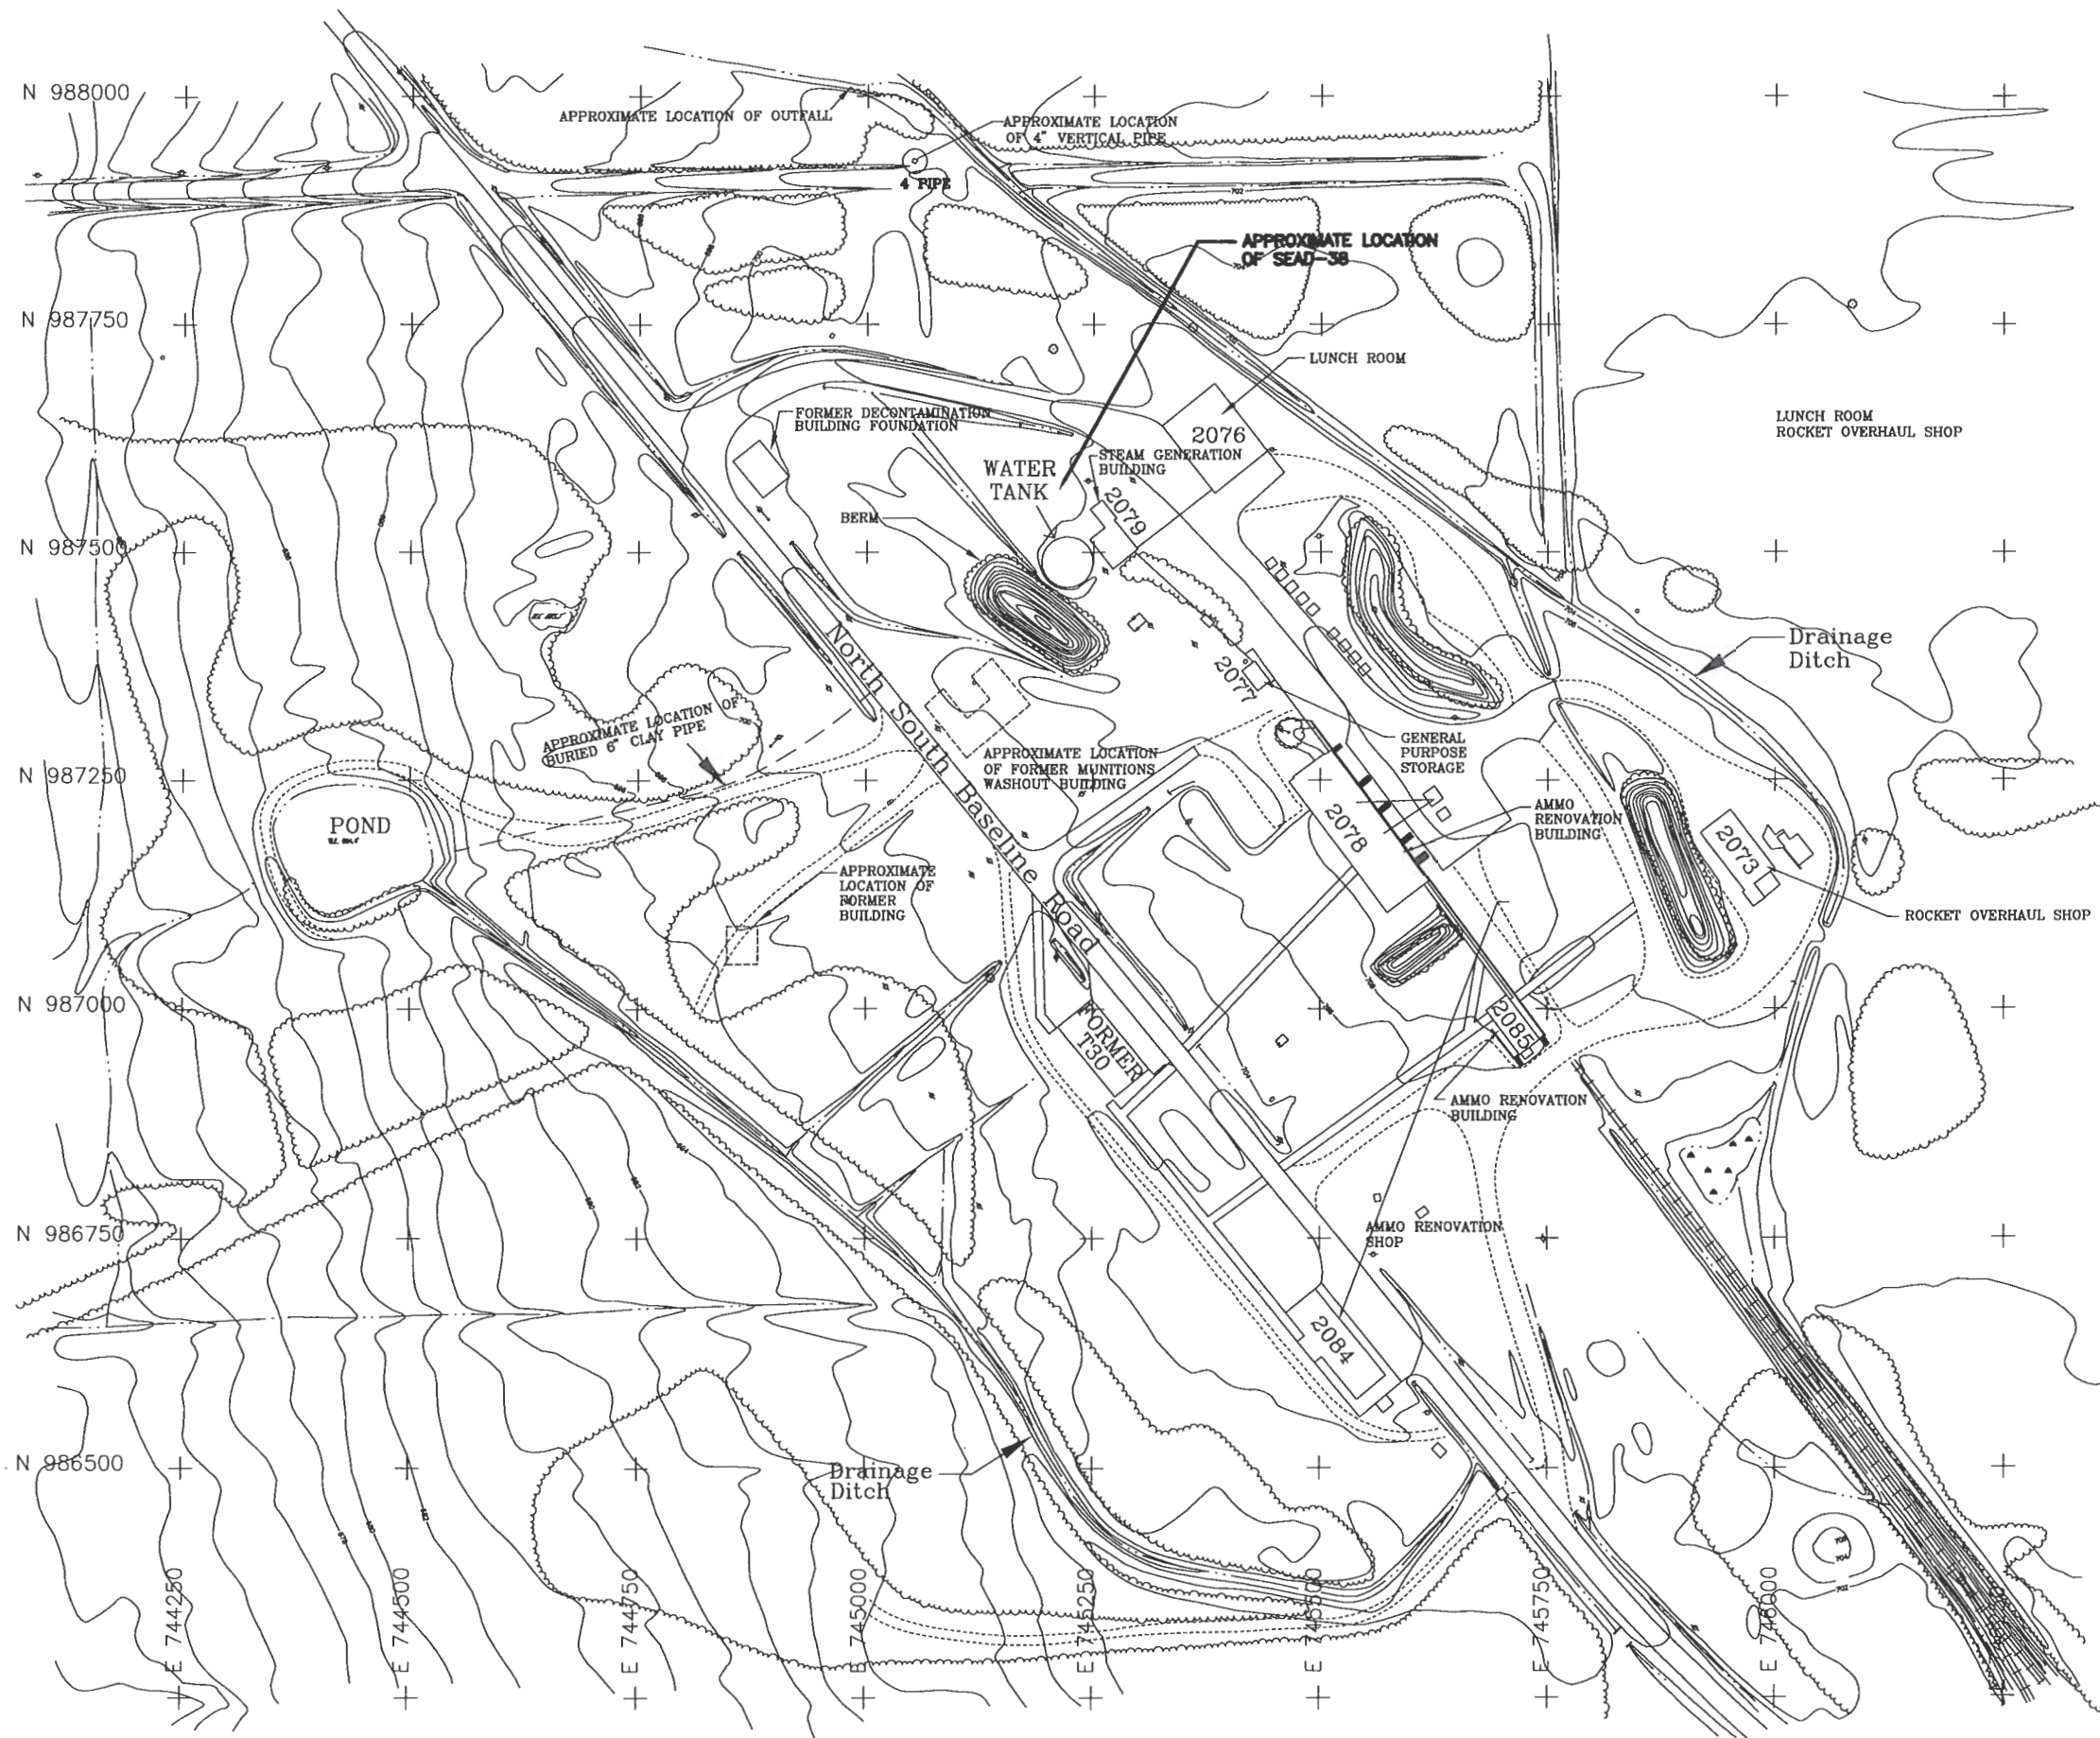 N 988000
APPROXIMATE LOCATION OF OUTFALL
APPROXIMATE LOCATION
OF 4" VERTICAL PIPE
4 PIPE
702
APPROXIMATE LOCATION
OF SEAD-38
N 987750
LUNCH ROOM
LUNCH ROOM
ROCKET OVERHAUL SHOP
FORMER DECONTAMINATION
BUILDING FOUNDATION
2076
STEAM GENERATION
BUILDING
WATER
TANK
2079
BERM
N 987500
Drainage
Ditch
2077
North South Baseline Road
APPROXIMATE LOCATION OF
BURIED 6" CLAY PIPE
APPROXIMATE LOCATION
OF FORMER MUNITIONS
WASHOUT BUILDING
GENERAL
PURPOSE
STORAGE
N 987250
POND
2078
AMMO
RENOVATION
BUILDING
2073
APPROXIMATE
LOCATION OF
FORMER
BUILDING
ROCKET OVERHAUL SHOP
N 987000
FORMER
T30
2085
AMMO RENOVATION
BUILDING
N 986750
AMMO RENOVATION
SHOP
2084
N 986500
Drainage
Ditch
706
704
702
E 744250
E 744500
E 744750
E 745000
E 745250
E 745500
E 745750
E 746000